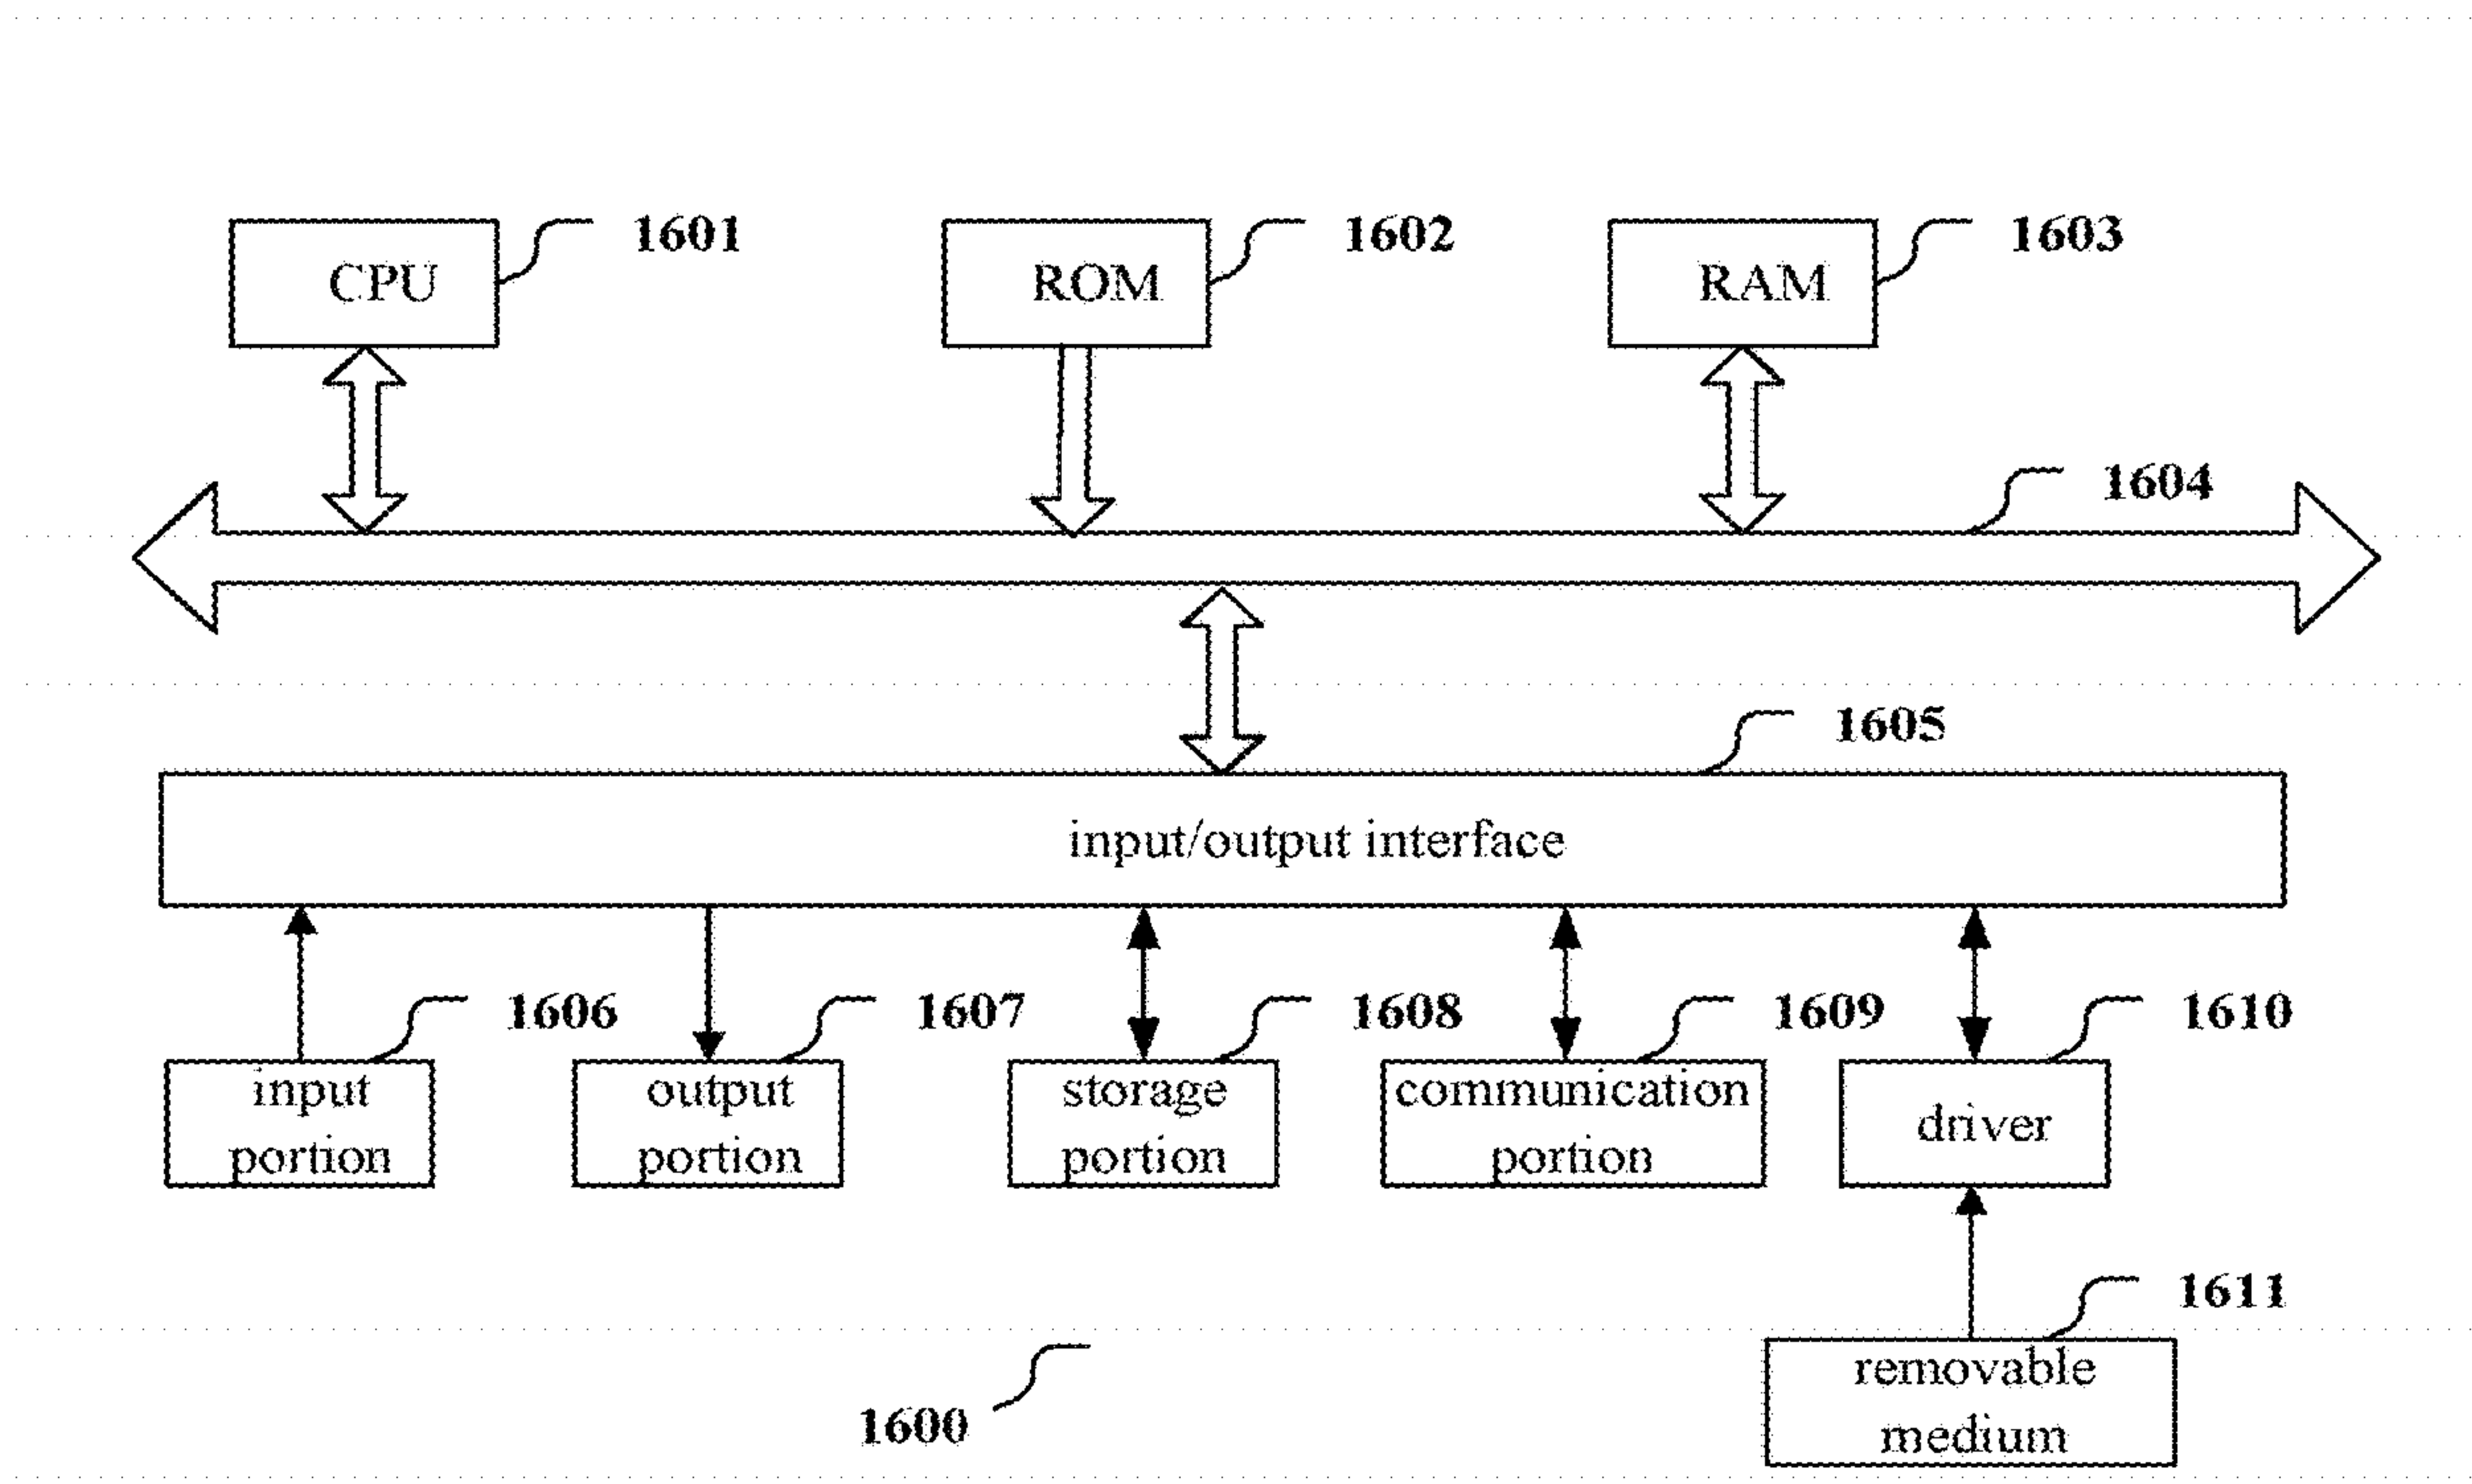 CPU 1601
ROM 1602
RAM 1603
1604
1605
input/output interface
1606
1607
1608
1609
1610
input
portion
output
portion
storage
portion
communication
portion
driver
1611
removable
medium
1600